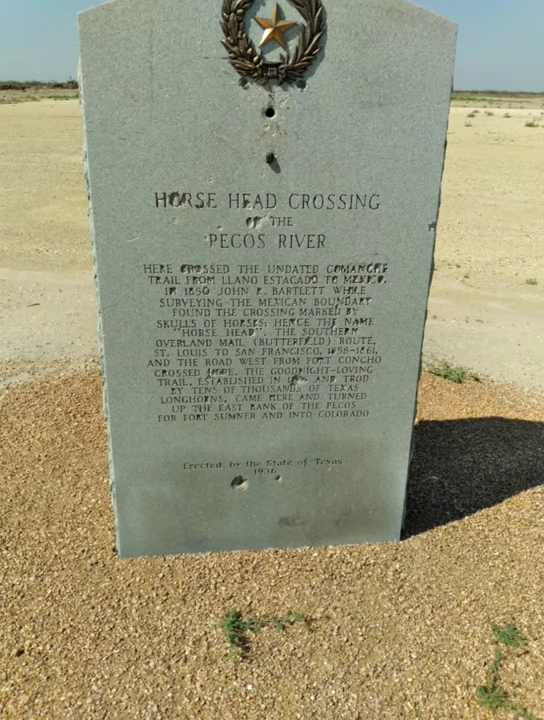 HORSE HEAD CROSSING
OF THE
PECOS RIVER
HERE CROSSED THE UNDATED COMANCHE
TRAIL FROM LLANO ESTACADO TO MEXICO.
IN 1850 JOHN R. BARTLETT WHILE
SURVEYING THE MEXICAN BOUNDARY
FOUND THE CROSSING MARKED BY
SKULLS OF HORSES; HENCE THE NAME
"HORSE HEAD". THE SOUTHERN
OVERLAND MAIL (BUTTERFIELD) ROUTE,
ST. LOUIS TO SAN FRANCISCO, 1858-1861,
AND THE ROAD WEST FROM FORT CONCHO
CROSSED HERE. THE GOODNIGHT-LOVING
TRAIL, ESTABLISHED IN AND TROD
BY TENS OF THOUSANDS OF TEXAS
LONGHORNS, CAME HERE AND TURNED
UP THE EAST BANK OF THE PECOS
FOR FORT SUMNER AND INTO COLORADO
Erected by the State of Texas
1936